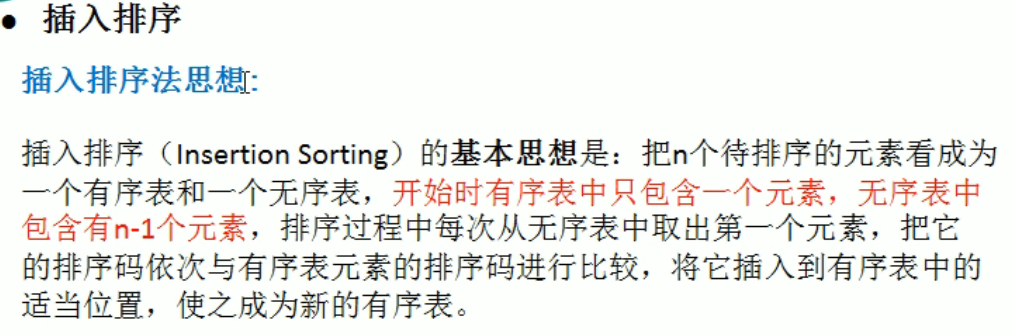 ● 插入排序
插入排序法思想:
插入排序（Insertion Sorting）的基本思想是：把n个待排序的元素看成为
一个有序表和一个无序表，开始时有序表中只包含一个元素，无序表中
包含有n-1个元素，排序过程中每次从无序表中取出第一个元素，把它
的排序码依次与有序表元素的排序码进行比较，将它插入到有序表中的
适当位置，使之成为新的有序表。